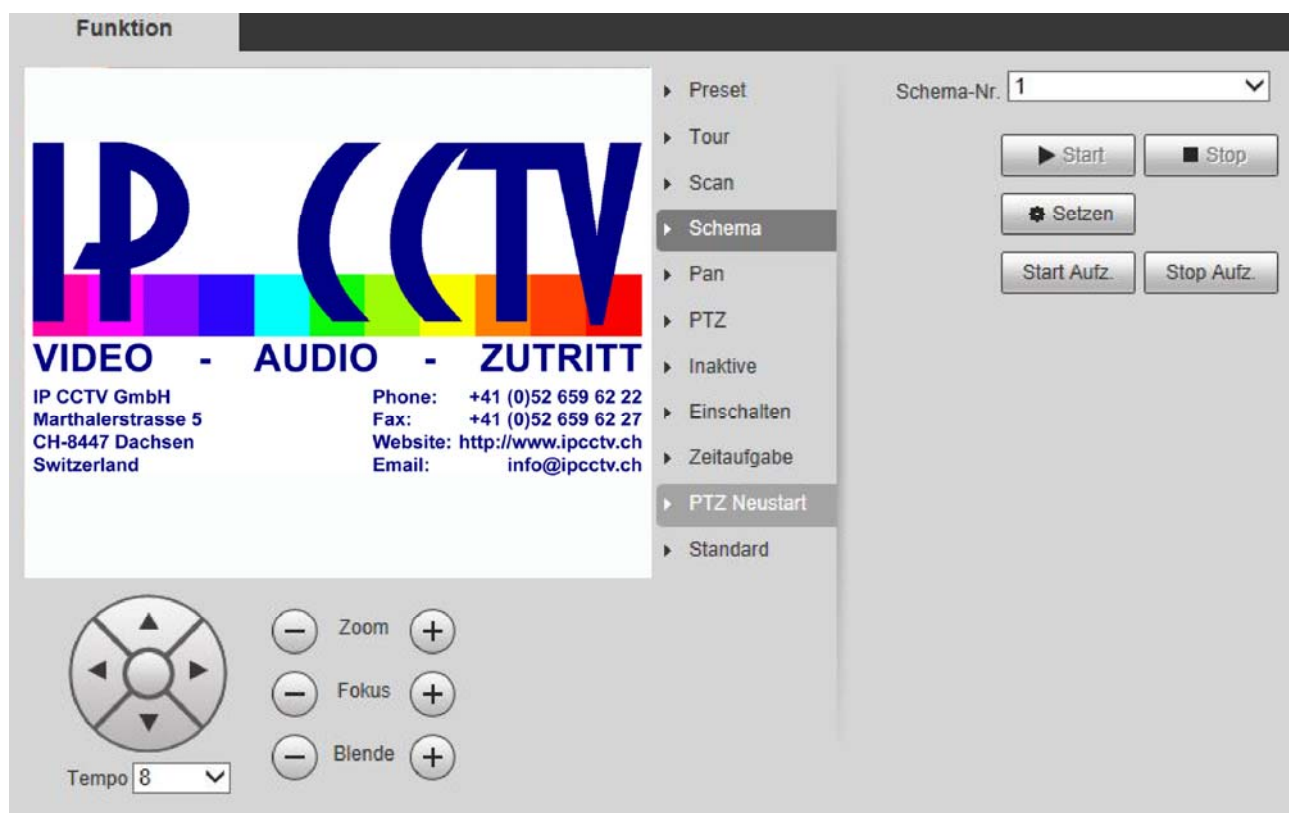 Funktion
IP CCTV
VIDEO - AUDIO - ZUTRITT
IP CCTV GmbH
Marthalerstrasse 5
CH-8447 Dachsen
Switzerland
Phone: +41 (0)52 659 62 22
Fax: +41 (0)52 659 62 27
Website: http://www.ipcctv.ch
Email: info@ipcctv.ch
Zoom
Fokus
Blende
Tempo 8
Preset
Tour
Scan
Schema
Pan
PTZ
Inaktive
Einschalten
Zeitaufgabe
PTZ Neustart
Standard
Schema-Nr. 1
Start Stop
Setzen
Start Aufz. Stop Aufz.